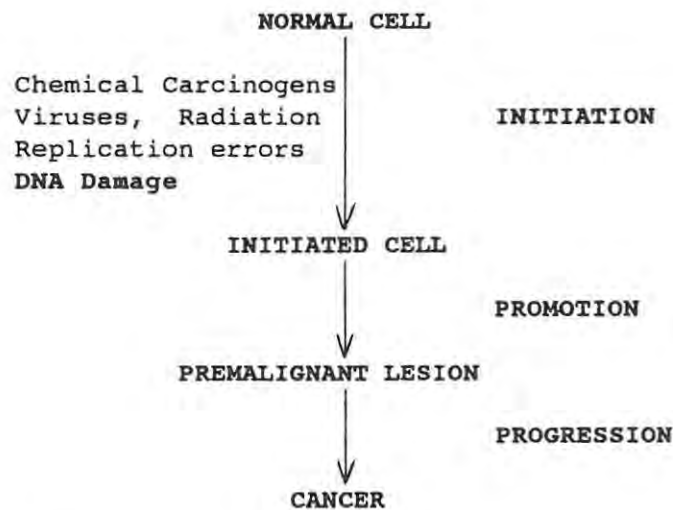 NORMAL CELL
Chemical Carcinogens
Viruses, Radiation
INITIATION
Replication errors
DNA Damage
INITIATED CELL
PROMOTION
PREMALIGNANT LESION
PROGRESSION
CANCER